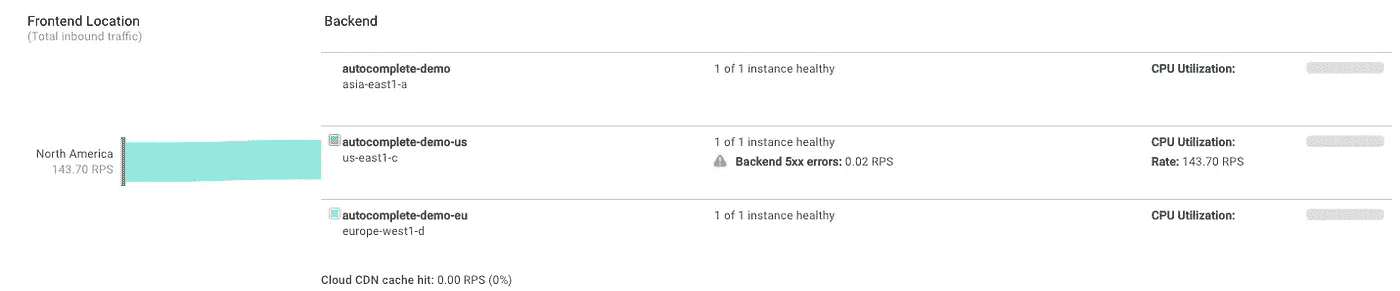 Frontend Location
(Total inbound traffic)
Backend
autocomplete-demo
asia-east1-a
1 of 1 instance healthy
CPU Utilization:
North America
143.70 RPS
autocomplete-demo-us
us-east1-c
1 of 1 instance healthy
Backend 5xx errors: 0.02 RPS
CPU Utilization:
Rate: 143.70 RPS
autocomplete-demo-eu
europe-west1-d
1 of 1 instance healthy
CPU Utilization:
Cloud CDN cache hit: 0.00 RPS (0%)